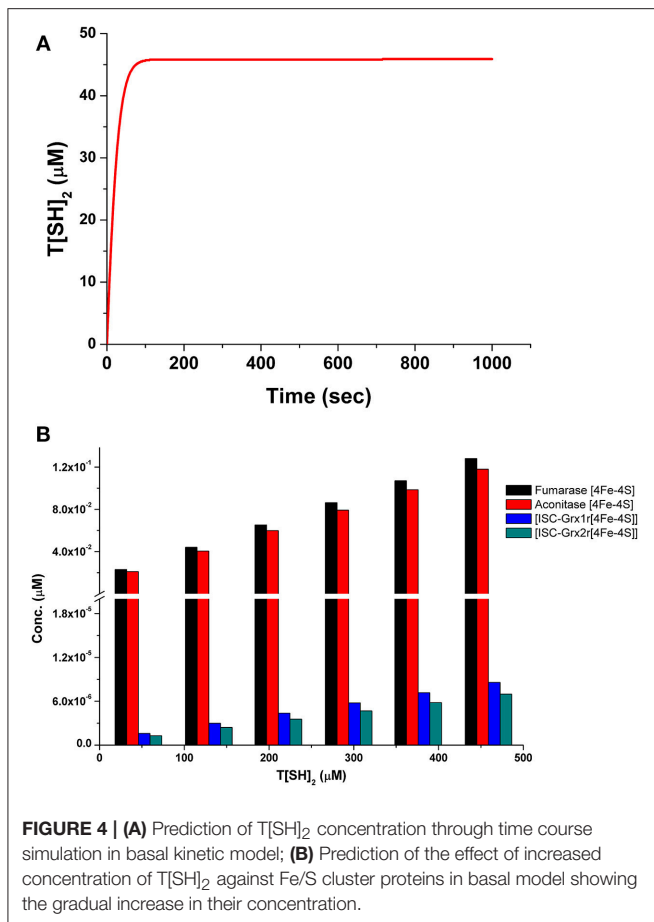 A
50
40
30
20
10
0
T[SH]2 (µM)
0 200 400 600 800 1000
Time (sec)
B
1.2x10-1
8.0x10-2
4.0x10-2
1.8x10-5
1.2x10-5
6.0x10-6
0.0
Conc. (µM)
Fumarase [4Fe-4S]
Aconitase [4Fe-4S]
[ISC-Grx1r[4Fe-4S]]
[ISC-Grx2r[4Fe-4S]]
0 100 200 300 400 500
T[SH]2 (µM)
FIGURE 4 | (A) Prediction of T[SH]2 concentration through time course
simulation in basal kinetic model; (B) Prediction of the effect of increased
concentration of T[SH]2 against Fe/S cluster proteins in basal model showing
the gradual increase in their concentration.